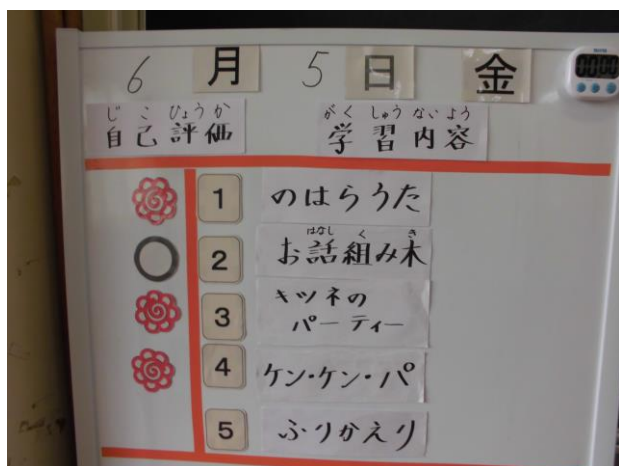 6 月 5 日 金
じこひょうか がくしゅうないよう
自己評価 学習内容
1 のはらうた
はなし く き
2 お話組み木
3 キツネの
パーティー
4 ケン・ケン・パ
5 ふりかえり